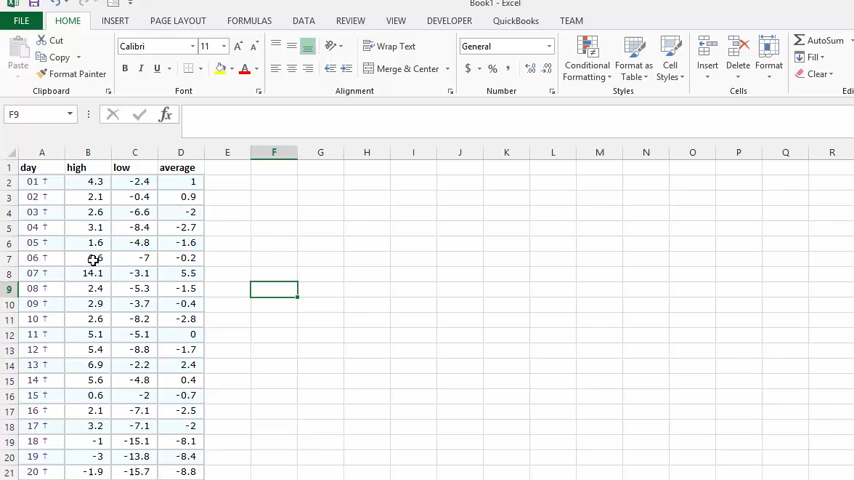 Book1 - Excel
FILE HOME INSERT PAGE LAYOUT FORMULAS DATA REVIEW VIEW DEVELOPER QuickBooks TEAM
Cut
Calibri 11 A A Wrap Text General AutoSum
Copy Fill
Paste Format Painter B I U A Merge & Center $ % , Conditional Formatting Format as Table Cell Styles Insert Delete Format Clear
Clipboard Font Alignment Number Styles Cells
F9 fx
A B C D E F G H I J K L M N O P Q R
1 day high low average
2 01 † 4.3 -2.4 1
3 02 † 2.1 -0.4 0.9
4 03 † 2.6 -6.6 -2
5 04 † 3.1 -8.4 -2.7
6 05 † 1.6 -4.8 -1.6
7 06 † -7 -0.2
8 07 † 14.1 -3.1 5.5
9 08 † 2.4 -5.3 -1.5
10 09 † 2.9 -3.7 -0.4
11 10 † 2.6 -8.2 -2.8
12 11 † 5.1 -5.1 0
13 12 † 5.4 -8.8 -1.7
14 13 † 6.9 -2.2 2.4
15 14 † 5.6 -4.8 0.4
16 15 † 0.6 -2 -0.7
17 16 † 2.1 -7.1 -2.5
18 17 † 3.2 -7.1 -2
19 18 † -1 -15.1 -8.1
20 19 † -3 -13.8 -8.4
21 20 † -1.9 -15.7 -8.8